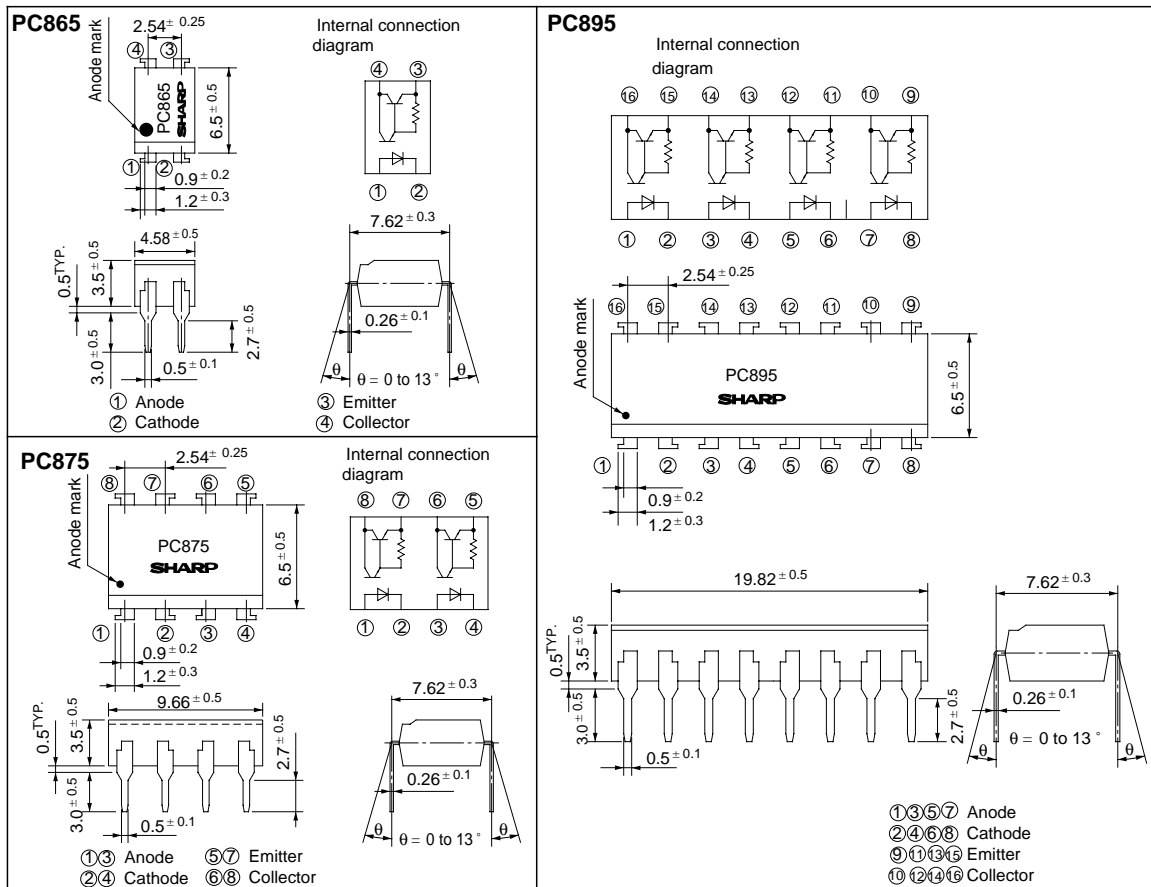 PC865
2.54 ± 0.25
④ ③
Anode mark
PC865
SHARP
6.5 ± 0.5
① ②
0.9 ± 0.2
1.2 ± 0.3
Internal connection
diagram
④ ③
① ②
4.58 ± 0.5
0.5 TYP.
3.5 ± 0.5
3.0 ± 0.5
0.5 ± 0.1
2.7 ± 0.5
7.62 ± 0.3
0.26 ± 0.1
θ θ = 0 to 13 ° θ
① Anode
② Cathode
③ Emitter
④ Collector
PC875
2.54 ± 0.25
⑧ ⑦ ⑥ ⑤
Anode mark
PC875
SHARP
6.5 ± 0.5
① ② ③ ④
0.9 ± 0.2
1.2 ± 0.3
Internal connection
diagram
⑧ ⑦ ⑥ ⑤
① ② ③ ④
9.66 ± 0.5
0.5 TYP.
3.5 ± 0.5
3.0 ± 0.5
0.5 ± 0.1
2.7 ± 0.5
7.62 ± 0.3
0.26 ± 0.1
θ θ = 0 to 13 ° θ
①③ Anode
②④ Cathode
⑤⑦ Emitter
⑥⑧ Collector
PC895
Internal connection
diagram
⑯ ⑮ ⑭ ⑬ ⑫ ⑪ ⑩ ⑨
① ② ③ ④ ⑤ ⑥ ⑦ ⑧
2.54 ± 0.25
⑯ ⑮ ⑭ ⑬ ⑫ ⑪ ⑩ ⑨
Anode mark
PC895
SHARP
6.5 ± 0.5
① ② ③ ④ ⑤ ⑥ ⑦ ⑧
0.9 ± 0.2
1.2 ± 0.3
19.82 ± 0.5
0.5 TYP.
3.5 ± 0.5
3.0 ± 0.5
0.5 ± 0.1
2.7 ± 0.5
7.62 ± 0.3
0.26 ± 0.1
θ θ = 0 to 13 ° θ
①③⑤⑦ Anode
②④⑥⑧ Cathode
⑨⑪⑬⑮ Emitter
⑩⑫⑭⑯ Collector